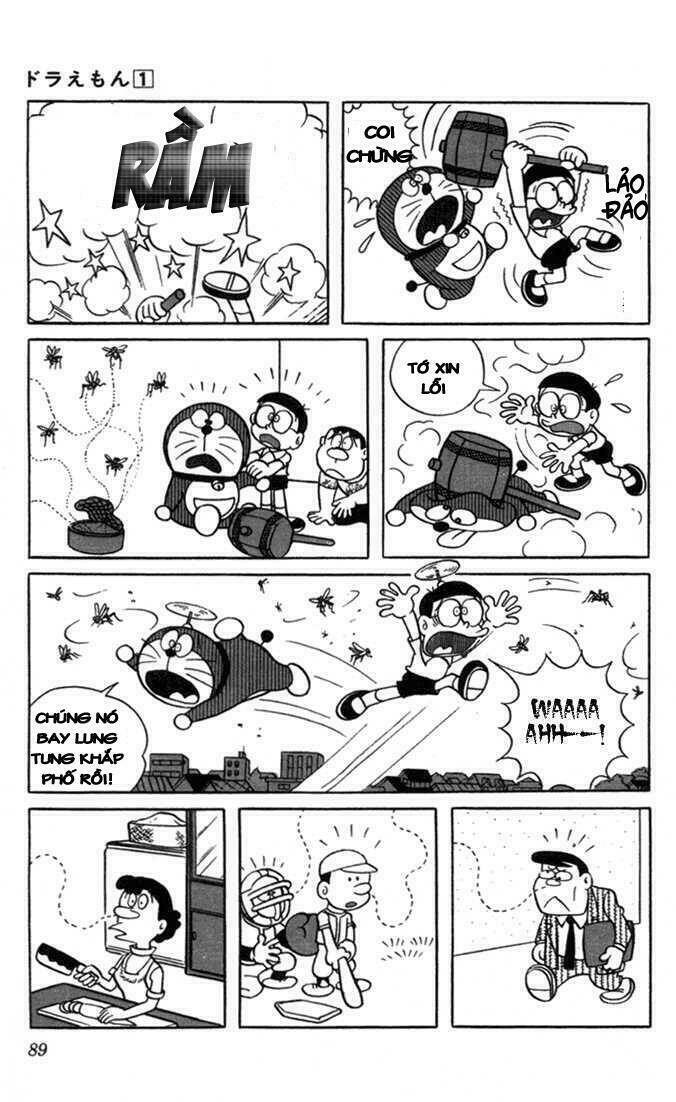 ドラえもん1
RẦM
COI
CHỪNG
LẢO
ĐẢO
TỚ XIN
LỖI
CHÚNG NÓ
BAY LUNG
TUNG KHẮP
PHỐ RỒI!
WAAAA
AHH——!
89